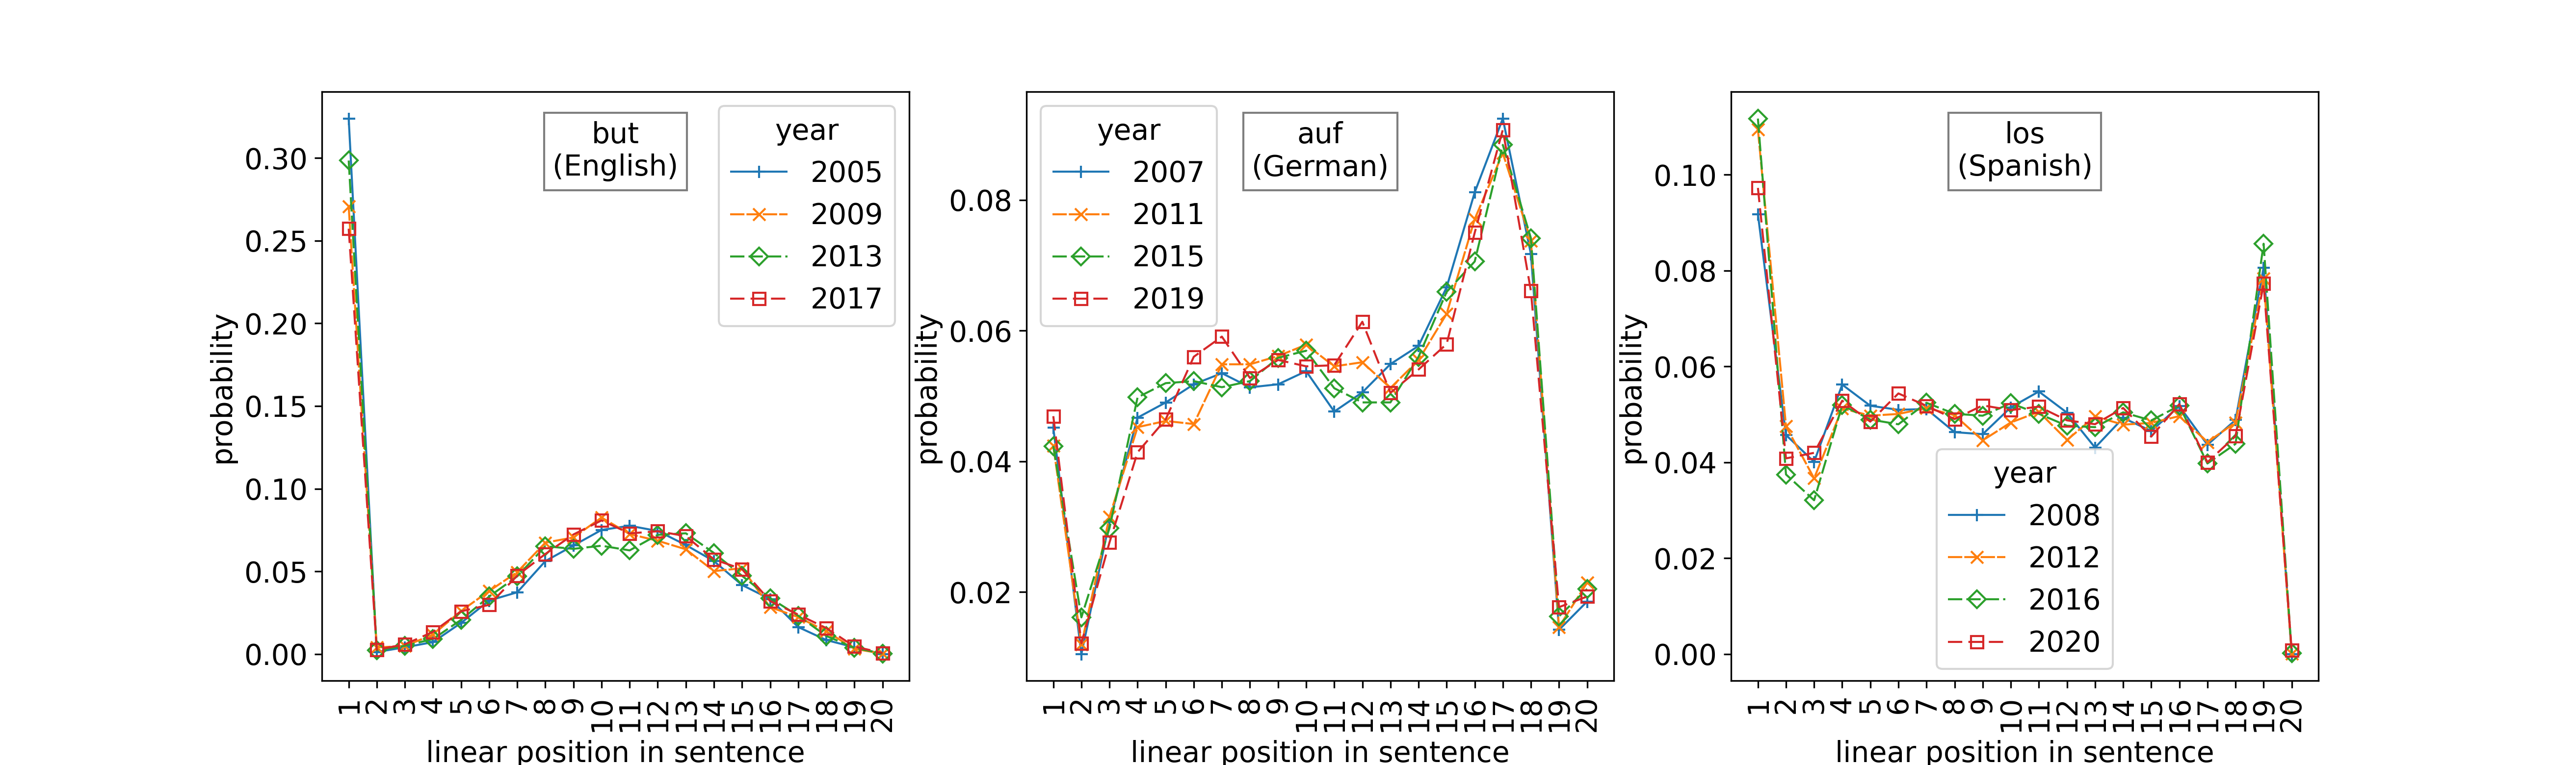 but
(English)
year
2005
2009
2013
2017
0.30
0.25
0.20
0.15
0.10
0.05
0.00
probability
1 2 3 4 5 6 7 8 9 10 11 12 13 14 15 16 17 18 19 20
linear position in sentence
auf
(German)
year
2007
2011
2015
2019
0.08
0.06
0.04
0.02
probability
1 2 3 4 5 6 7 8 9 10 11 12 13 14 15 16 17 18 19 20
linear position in sentence
los
(Spanish)
0.10
0.08
0.06
0.04
0.02
0.00
probability
year
2008
2012
2016
2020
1 2 3 4 5 6 7 8 9 10 11 12 13 14 15 16 17 18 19 20
linear position in sentence